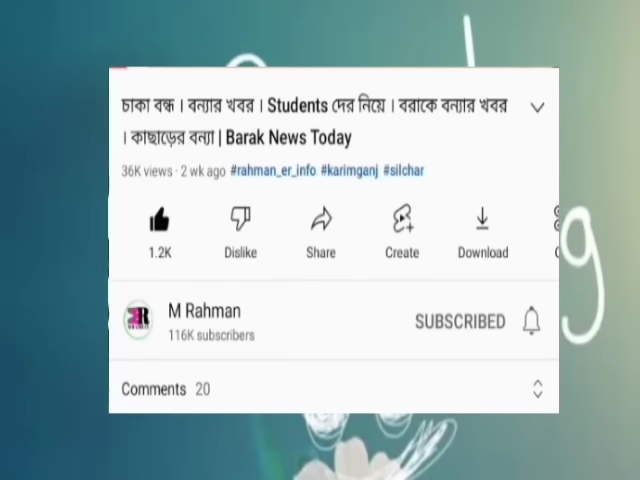 চাকা বন্ধ । বন্যার খবর । Students দের নিয়ে । বরাকে বন্যার খবর
। কাছাড়ের বন্যা | Barak News Today
36K views · 2 wk ago #rahman_er_info #karimganj #silchar
1.2K Dislike Share Create Download
M Rahman
116K subscribers
SUBSCRIBED
Comments 20